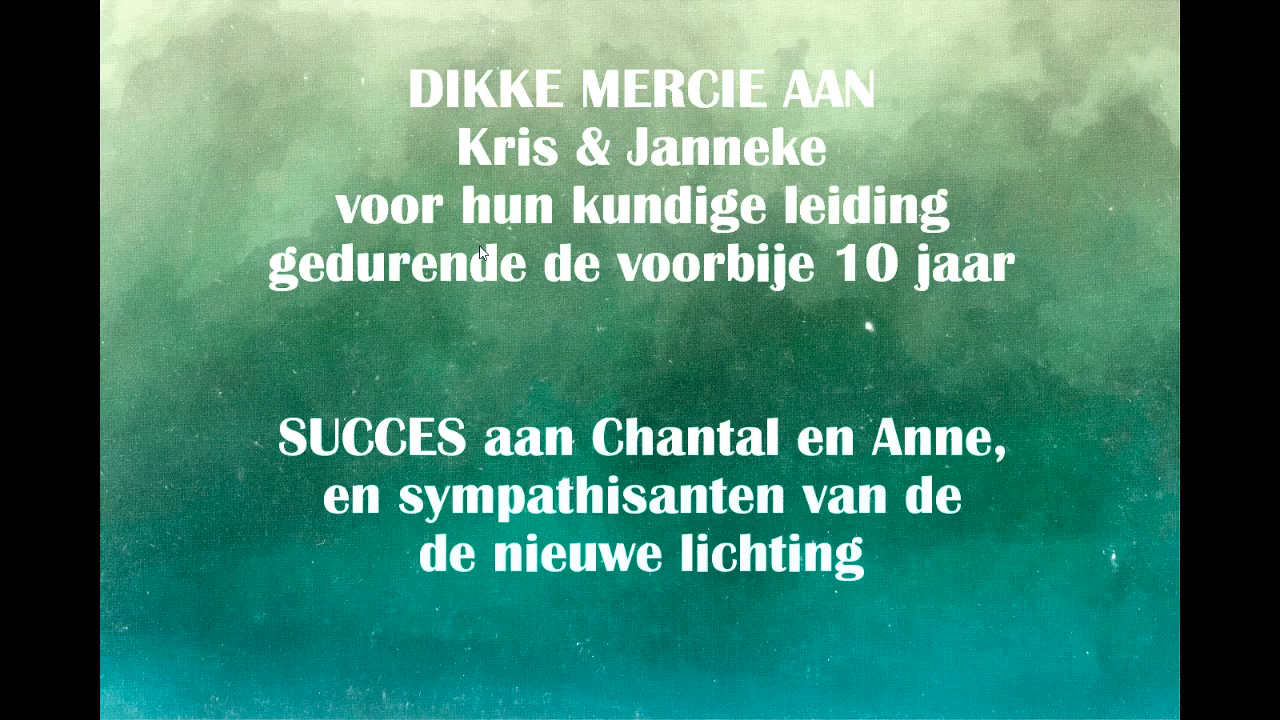 DIKKE MERCIE AAN
Kris & Janneke
voor hun kundige leiding
gedurende de voorbije 10 jaar
SUCCES aan Chantal en Anne,
en sympathisanten van de
de nieuwe lichting